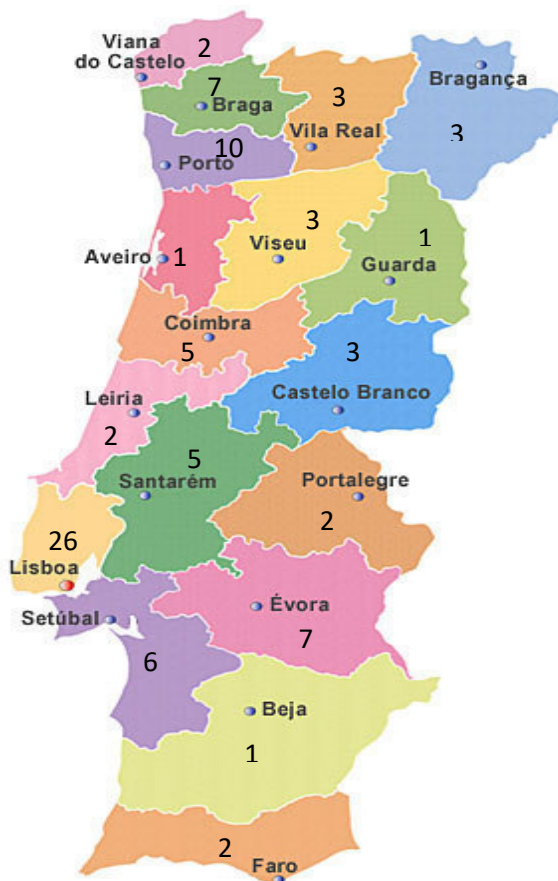 Viana
do Castelo
2
7
Braga
3
Vila Real
Bragança
3
10
Porto
Aveiro
1
3
Viseu
1
Guarda
Coimbra
5
3
Castelo Branco
Leiria
2
5
Santarém
Portalegre
2
26
Lisboa
Setúbal
6
Évora
7
Beja
1
2
Faro